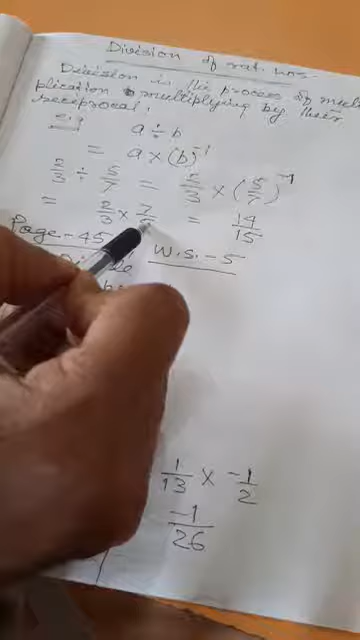 Division of rat. nos
Division is the process of multi
plication & multiplying by their
reciprocal:
e.g a ÷ b
= a × (b)⁻¹
2/3 ÷ 5/7 = 5/3 × (5/7)⁻¹
= 2/3 × 7/5 = 14/15
Page-45 W.S.-5
1/13 × -1/2
-1/26